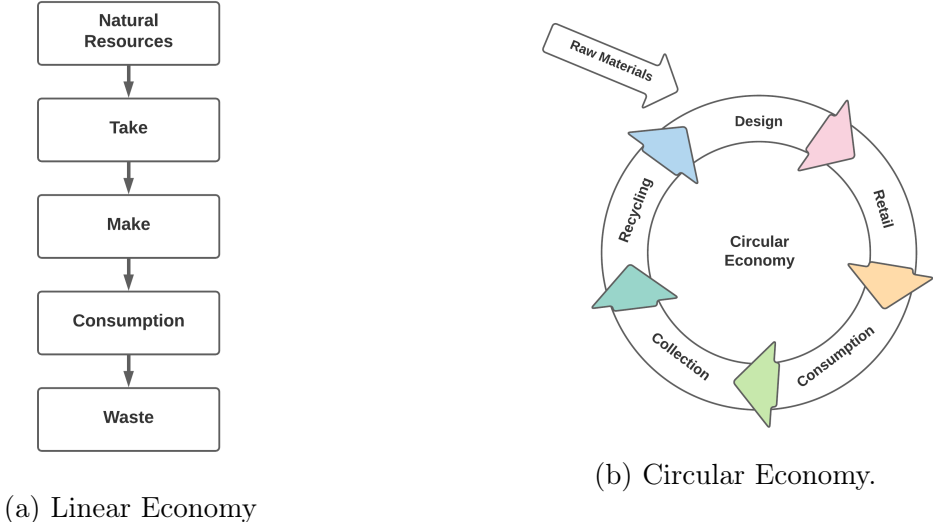 Natural
Resources
Take
Make
Consumption
Waste
(a) Linear Economy
Raw Materials
Design
Retail
Consumption
Collection
Recycling
Circular
Economy
(b) Circular Economy.